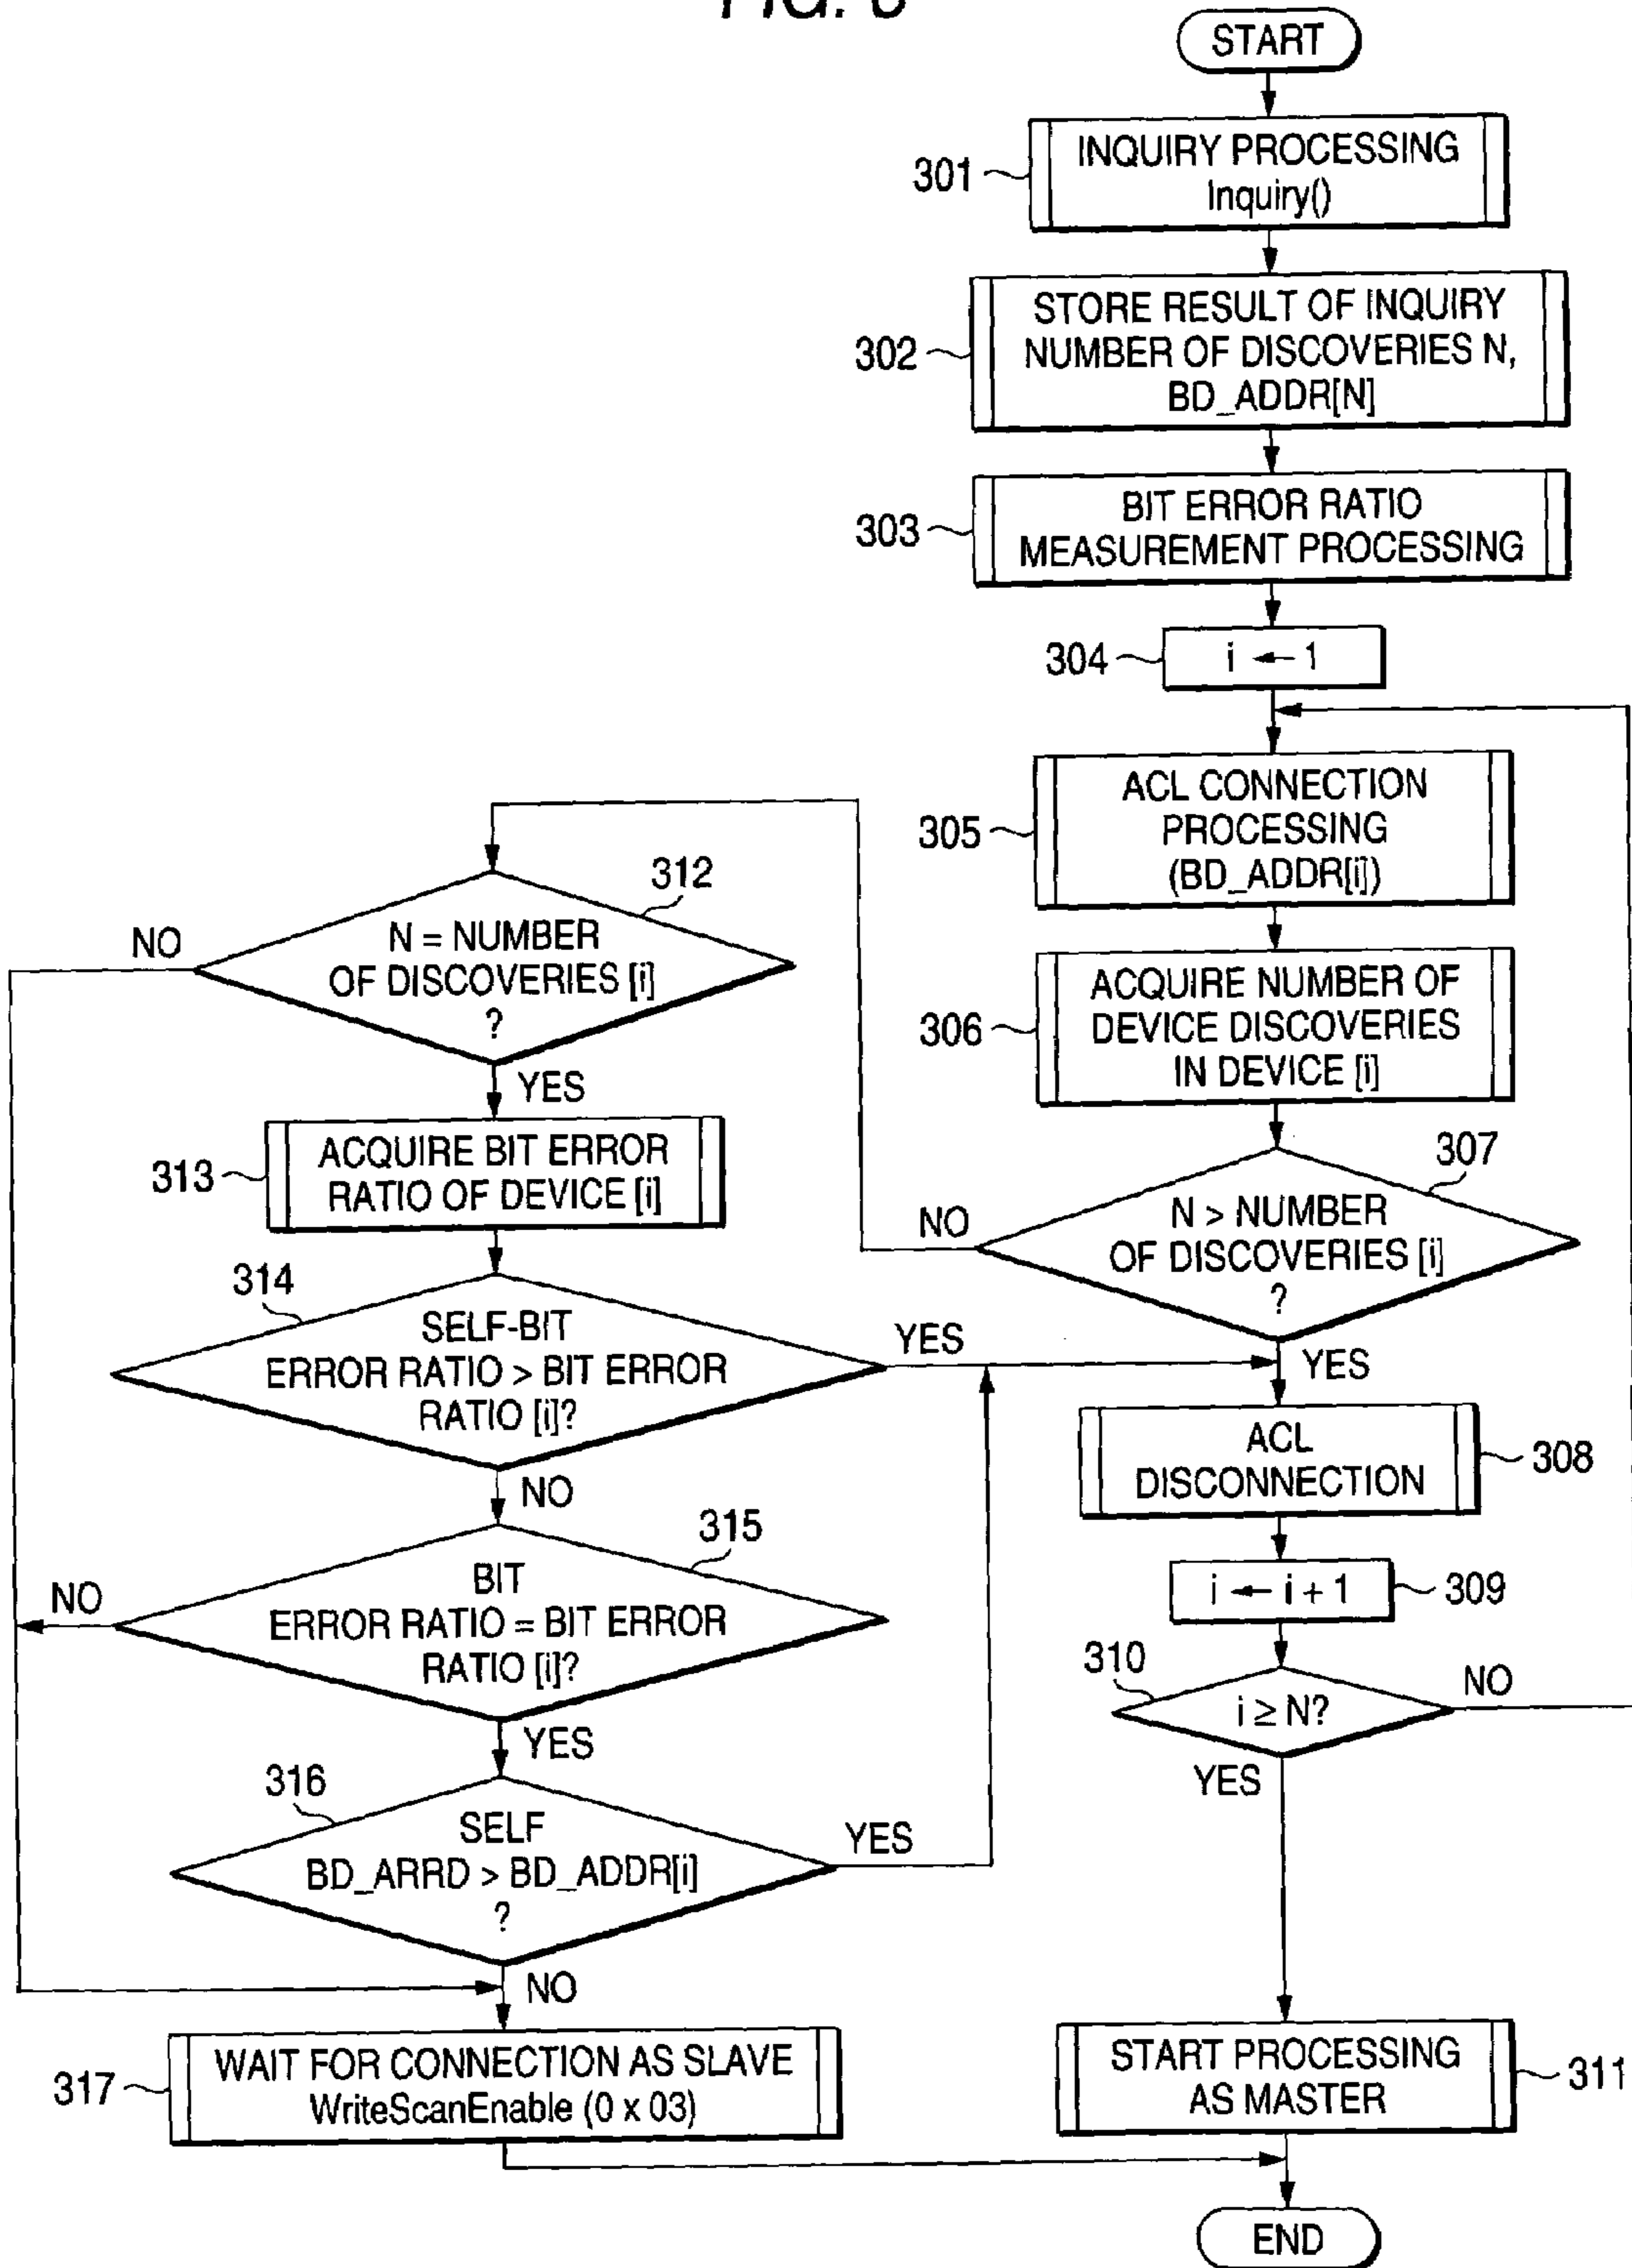 START
301
INQUIRY PROCESSING
Inquiry()
302
STORE RESULT OF INQUIRY
NUMBER OF DISCOVERIES N,
BD_ADDR[N]
303
BIT ERROR RATIO
MEASUREMENT PROCESSING
304
i ← 1
305
ACL CONNECTION
PROCESSING
(BD_ADDR[i])
306
ACQUIRE NUMBER OF
DEVICE DISCOVERIES
IN DEVICE [i]
307
N > NUMBER
OF DISCOVERIES [i]
?
NO
YES
ACL
DISCONNECTION
308
i ← i + 1
309
310
i ≥ N?
NO
YES
START PROCESSING
AS MASTER
311
312
N = NUMBER
OF DISCOVERIES [i]
?
NO
YES
313
ACQUIRE BIT ERROR
RATIO OF DEVICE [i]
314
SELF-BIT
ERROR RATIO > BIT ERROR
RATIO [i]?
YES
NO
315
BIT
ERROR RATIO = BIT ERROR
RATIO [i]?
NO
YES
316
SELF
BD_ARRD > BD_ADDR[i]
?
YES
NO
317
WAIT FOR CONNECTION AS SLAVE
WriteScanEnable (0 x 03)
END